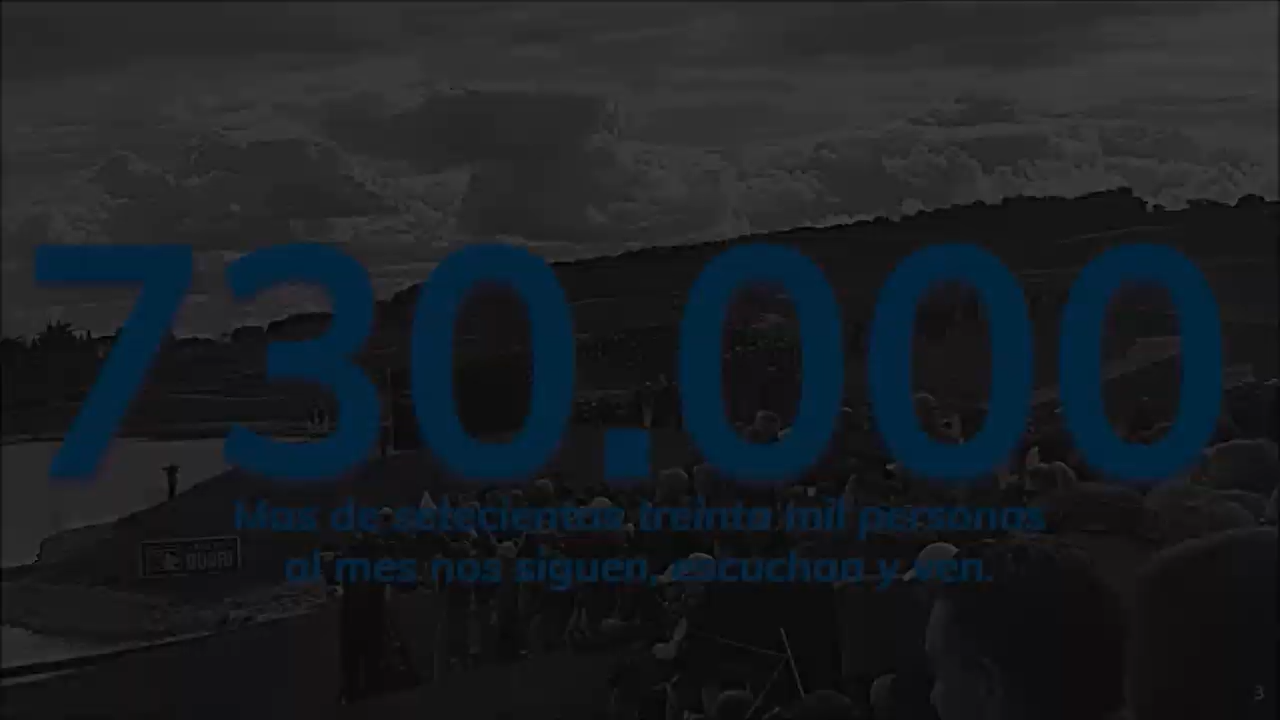 730.000
Mas de setecientas treinta mil personas
al mes nos siguen, escuchan y ven.
3